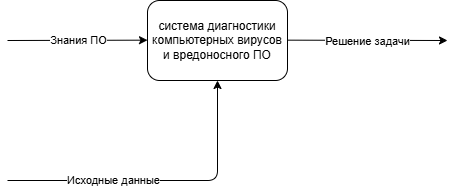 система диагностики
компьютерных вирусов
и вредоносного ПО
Знания ПО
Решение задачи
Исходные данные